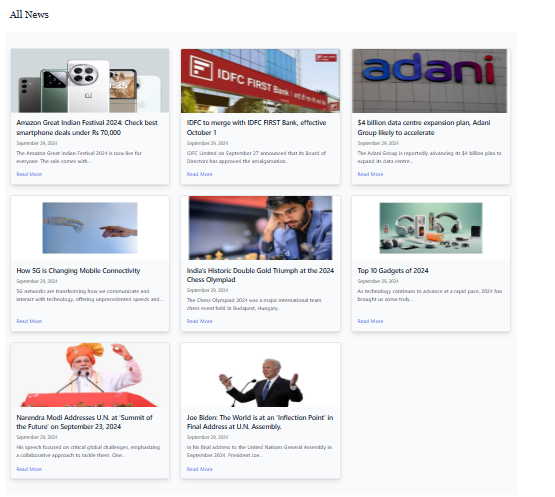 All News
IDFC FIRST Bank
adani
Amazon Great Indian Festival 2024: Check best
smartphone deals under Rs 70,000
September 29, 2024
The Amazon Great Indian Festival 2024 is now live for
everyone. The sale comes with...
Read More
IDFC to merge with IDFC FIRST Bank, effective
October 1
September 29, 2024
IDFC Limited on September 27 announced that its Board of
Directors has approved the amalgamation...
Read More
$4 billion data centre expansion plan, Adani
Group likely to accelerate
September 29, 2024
The Adani Group is reportedly advancing its $4 billion plan to
expand its data centre...
Read More
How 5G is Changing Mobile Connectivity
September 29, 2024
5G networks are transforming how we communicate and
interact with technology, offering unprecedented speeds and...
Read More
India's Historic Double Gold Triumph at the 2024
Chess Olympiad
September 29, 2024
The Chess Olympiad 2024 was a major international team
chess event held in Budapest, Hungary...
Read More
Top 10 Gadgets of 2024
September 29, 2024
As technology continues to advance at a rapid pace, 2024 has
brought us some truly...
Read More
Narendra Modi Addresses U.N. at 'Summit of
the Future' on September 23, 2024
September 29, 2024
His speech focused on critical global challenges, emphasizing
a collaborative approach to tackle them. One...
Read More
Joe Biden: The World is at an 'Inflection Point' in
Final Address at U.N. Assembly.
September 29, 2024
In his final address to the United Nations General Assembly in
September 2024, President Joe...
Read More